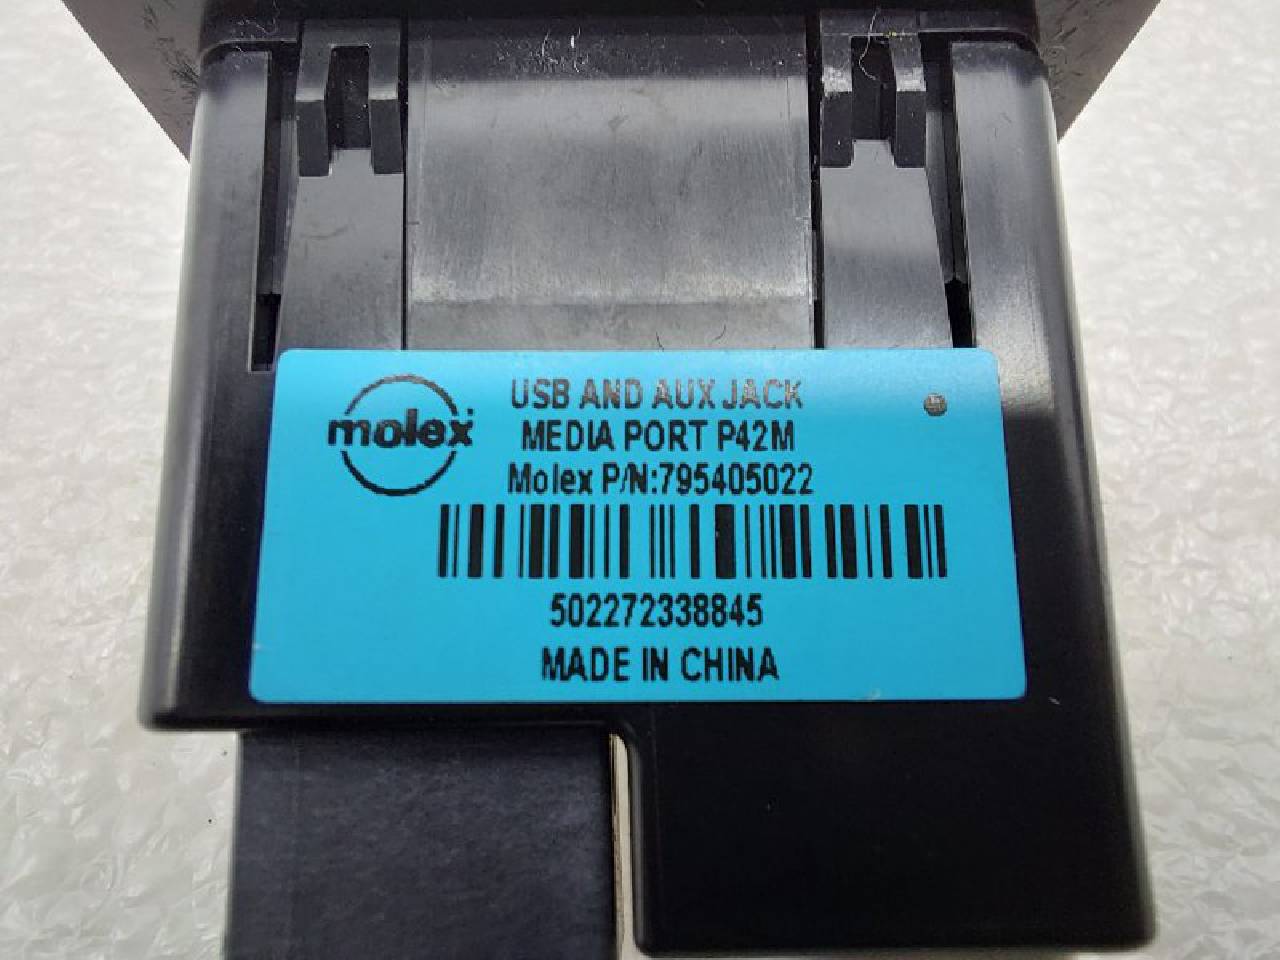 molex
USB AND AUX JACK
MEDIA PORT P42M
Molex P/N:795405022
502272338845
MADE IN CHINA